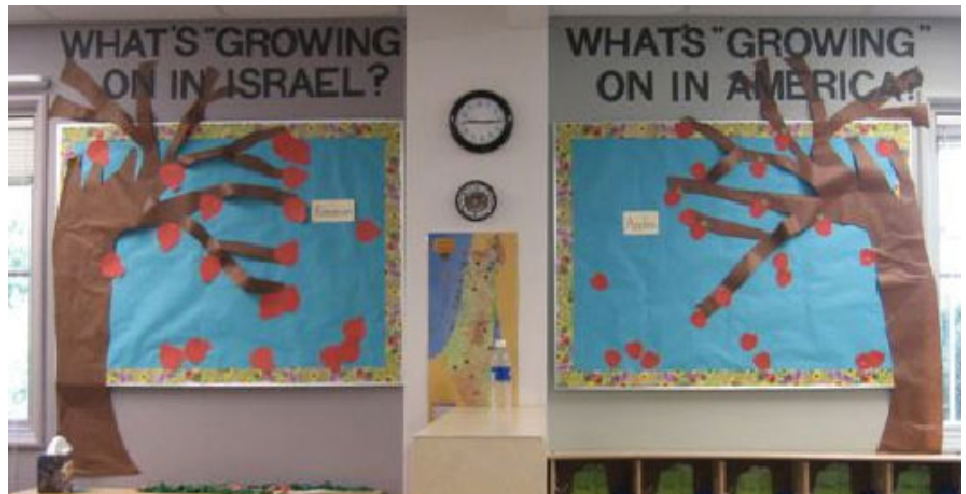 WHAT'S "GROWING
ON IN ISRAEL?
WHAT'S "GROWING"
ON IN AMERICA?
Apples